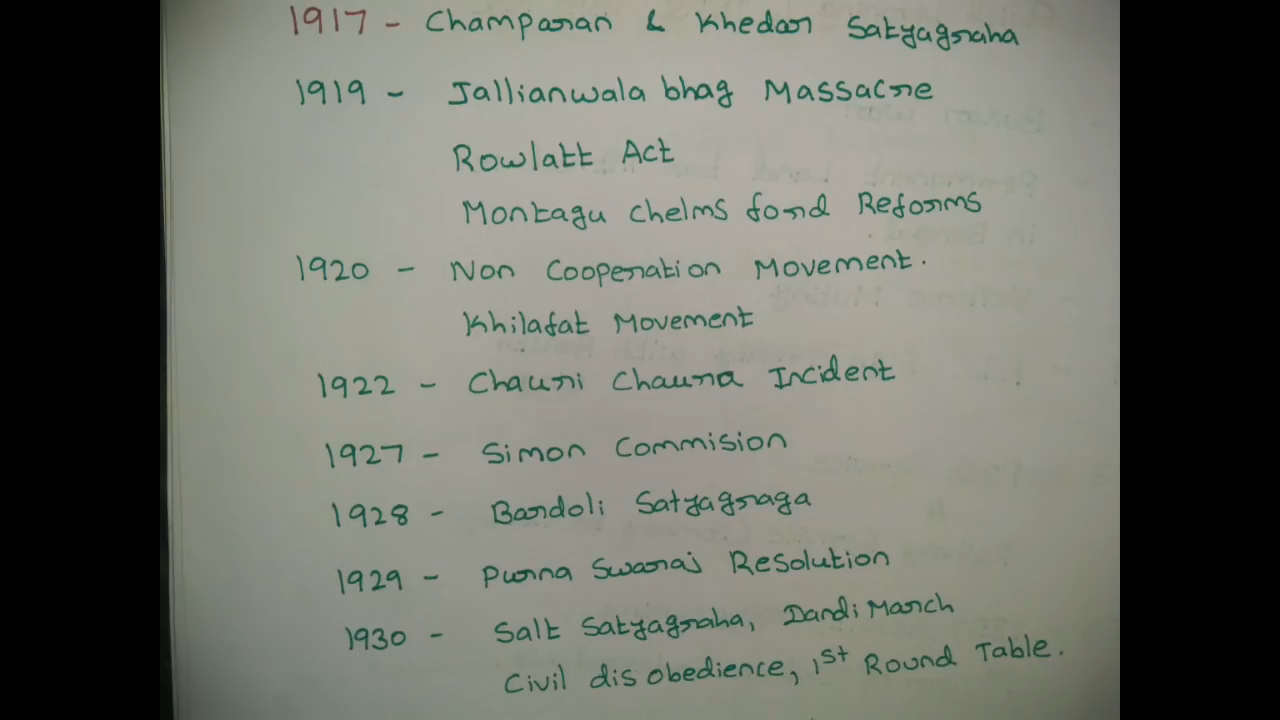 1917 - Champaran & Khedar Satyagraha
1919 - Jallianwala bhag Massacre
Rowlatt Act
Montagu chelms ford Reforms
1920 - Non Cooperation Movement.
Khilafat Movement
1922 - Chauri Chaura Incident
1927 - Simon Commision
1928 - Bardoli Satyagraga
1929 - Purna Swaraj Resolution
1930 - Salt Satyagraha, Dandi March
Civil dis obedience, 1st Round Table.